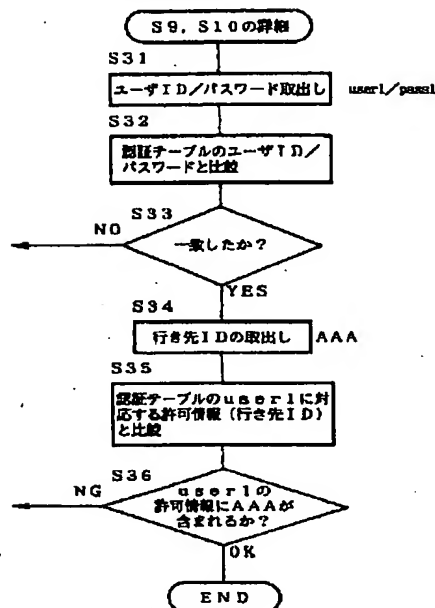 S9, S10の詳細
S31
ユーザID/パスワード取出し
user1/pass1
S32
認証テーブルのユーザID/
パスワードと比較
S33
NO
一致したか?
YES
S34
行き先IDの取出し
AAA
S35
認証テーブルのuser1に対
応する許可情報(行き先ID)
と比較
S36
NG
user1の
許可情報にAAAが
含まれるか?
OK
END